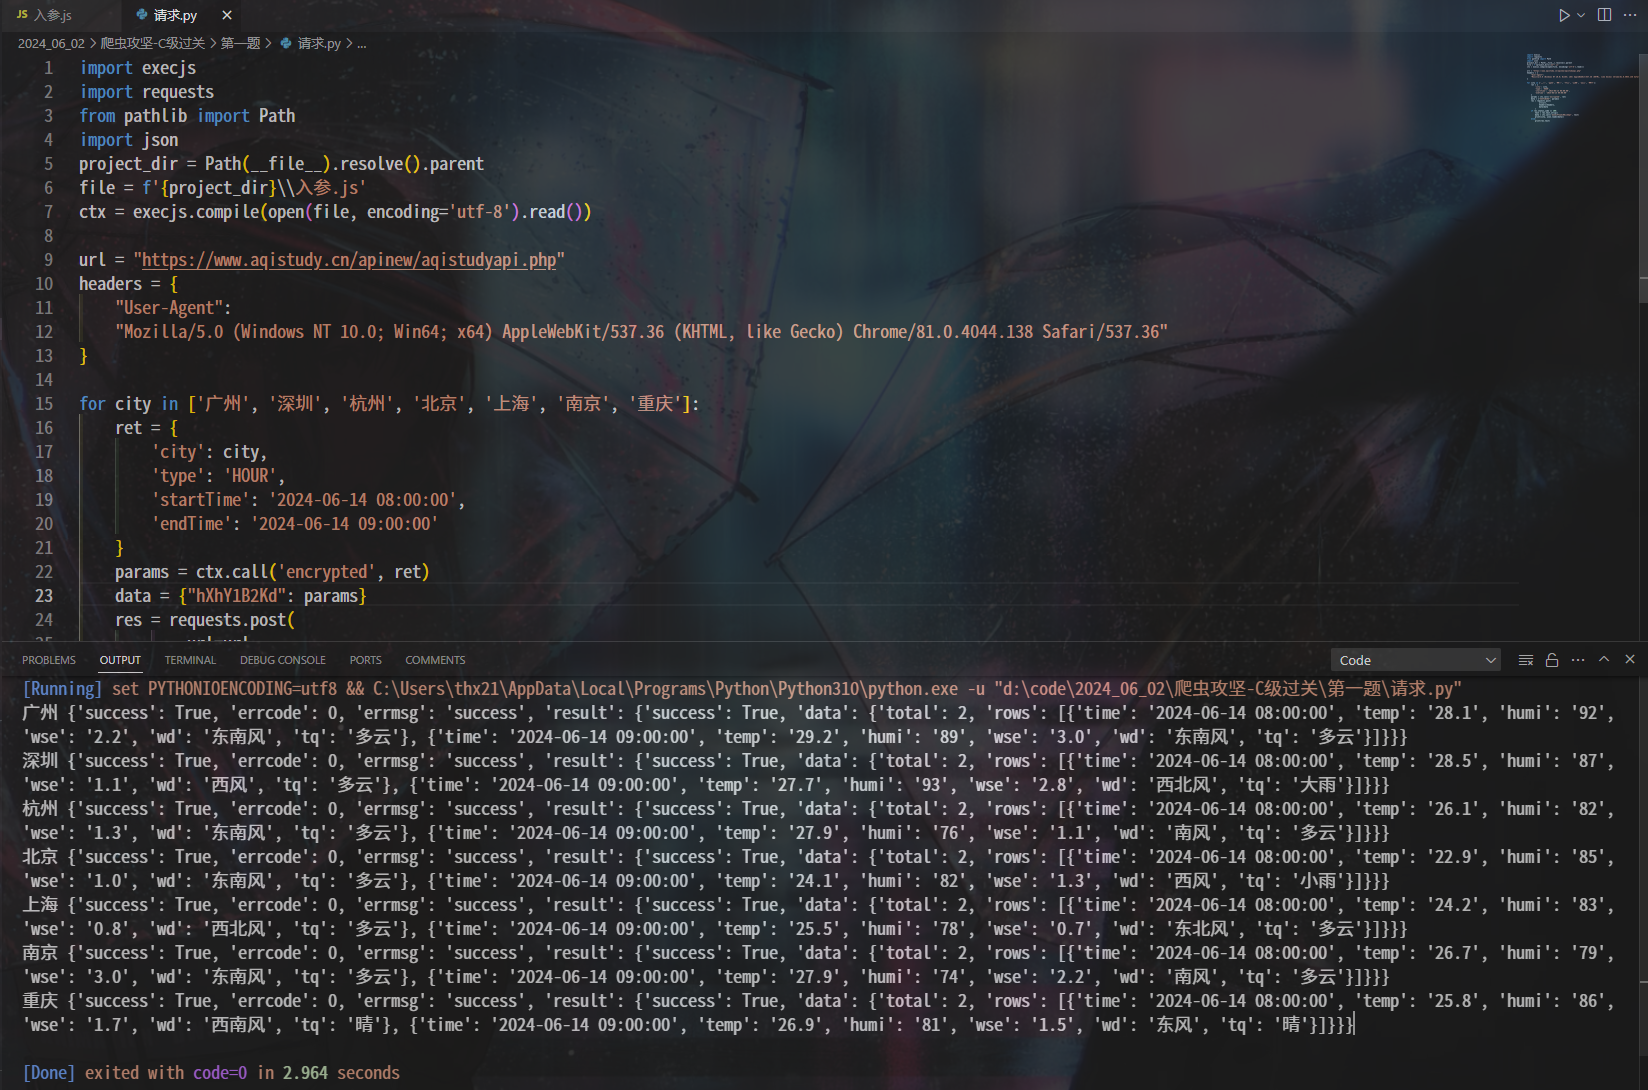 JS 入参.js
请求.py
2024_06_02 > 爬虫攻坚-C级过关 > 第一题 > 请求.py > ...
1 import execjs
2 import requests
3 from pathlib import Path
4 import json
5 project_dir = Path(__file__).resolve().parent
6 file = f'{project_dir}\\入参.js'
7 ctx = execjs.compile(open(file, encoding='utf-8').read())
8
9 url = "https://www.aqistudy.cn/apinew/aqistudyapi.php"
10 headers = {
11 "User-Agent":
12 "Mozilla/5.0 (Windows NT 10.0; Win64; x64) AppleWebKit/537.36 (KHTML, like Gecko) Chrome/81.0.4044.138 Safari/537.36"
13 }
14
15 for city in ['广州', '深圳', '杭州', '北京', '上海', '南京', '重庆']:
16 ret = {
17 'city': city,
18 'type': 'HOUR',
19 'startTime': '2024-06-14 08:00:00',
20 'endTime': '2024-06-14 09:00:00'
21 }
22 params = ctx.call('encrypted', ret)
23 data = {"hXhY1B2Kd": params}
24 res = requests.post(
PROBLEMS OUTPUT TERMINAL DEBUG CONSOLE PORTS COMMENTS Code
[Running] set PYTHONIOENCODING=utf8 && C:\Users\thx21\AppData\Local\Programs\Python\Python310\python.exe -u "d:\code\2024_06_02\爬虫攻坚-C级过关\第一题\请求.py"
广州 {'success': True, 'errcode': 0, 'errmsg': 'success', 'result': {'success': True, 'data': {'total': 2, 'rows': [{'time': '2024-06-14 08:00:00', 'temp': '28.1', 'humi': '92',
'wse': '2.2', 'wd': '东南风', 'tq': '多云'}, {'time': '2024-06-14 09:00:00', 'temp': '29.2', 'humi': '89', 'wse': '3.0', 'wd': '东南风', 'tq': '多云'}]}}}
深圳 {'success': True, 'errcode': 0, 'errmsg': 'success', 'result': {'success': True, 'data': {'total': 2, 'rows': [{'time': '2024-06-14 08:00:00', 'temp': '28.5', 'humi': '87',
'wse': '1.1', 'wd': '西风', 'tq': '多云'}, {'time': '2024-06-14 09:00:00', 'temp': '27.7', 'humi': '93', 'wse': '2.8', 'wd': '西北风', 'tq': '大雨'}]}}}
杭州 {'success': True, 'errcode': 0, 'errmsg': 'success', 'result': {'success': True, 'data': {'total': 2, 'rows': [{'time': '2024-06-14 08:00:00', 'temp': '26.1', 'humi': '82',
'wse': '1.3', 'wd': '东南风', 'tq': '多云'}, {'time': '2024-06-14 09:00:00', 'temp': '27.9', 'humi': '76', 'wse': '1.1', 'wd': '南风', 'tq': '多云'}]}}}
北京 {'success': True, 'errcode': 0, 'errmsg': 'success', 'result': {'success': True, 'data': {'total': 2, 'rows': [{'time': '2024-06-14 08:00:00', 'temp': '22.9', 'humi': '85',
'wse': '1.0', 'wd': '东南风', 'tq': '多云'}, {'time': '2024-06-14 09:00:00', 'temp': '24.1', 'humi': '82', 'wse': '1.3', 'wd': '西风', 'tq': '小雨'}]}}}
上海 {'success': True, 'errcode': 0, 'errmsg': 'success', 'result': {'success': True, 'data': {'total': 2, 'rows': [{'time': '2024-06-14 08:00:00', 'temp': '24.2', 'humi': '83',
'wse': '0.8', 'wd': '西北风', 'tq': '多云'}, {'time': '2024-06-14 09:00:00', 'temp': '25.5', 'humi': '78', 'wse': '0.7', 'wd': '东北风', 'tq': '多云'}]}}}
南京 {'success': True, 'errcode': 0, 'errmsg': 'success', 'result': {'success': True, 'data': {'total': 2, 'rows': [{'time': '2024-06-14 08:00:00', 'temp': '26.7', 'humi': '79',
'wse': '3.0', 'wd': '东南风', 'tq': '多云'}, {'time': '2024-06-14 09:00:00', 'temp': '27.9', 'humi': '74', 'wse': '2.2', 'wd': '南风', 'tq': '多云'}]}}}
重庆 {'success': True, 'errcode': 0, 'errmsg': 'success', 'result': {'success': True, 'data': {'total': 2, 'rows': [{'time': '2024-06-14 08:00:00', 'temp': '25.8', 'humi': '86',
'wse': '1.7', 'wd': '西南风', 'tq': '晴'}, {'time': '2024-06-14 09:00:00', 'temp': '26.9', 'humi': '81', 'wse': '1.5', 'wd': '东风', 'tq': '晴'}]}}}
[Done] exited with code=0 in 2.964 seconds